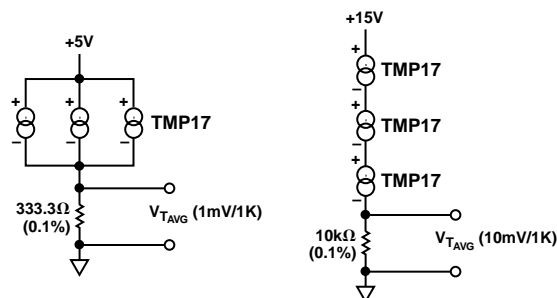 +5V
+
+
+
TMP17
−
−
−
333.3Ω
(0.1%)
V_TAVG (1mV/1K)
+15V
+
TMP17
−
+
TMP17
−
+
TMP17
−
10kΩ
(0.1%)
V_TAVG (10mV/1K)